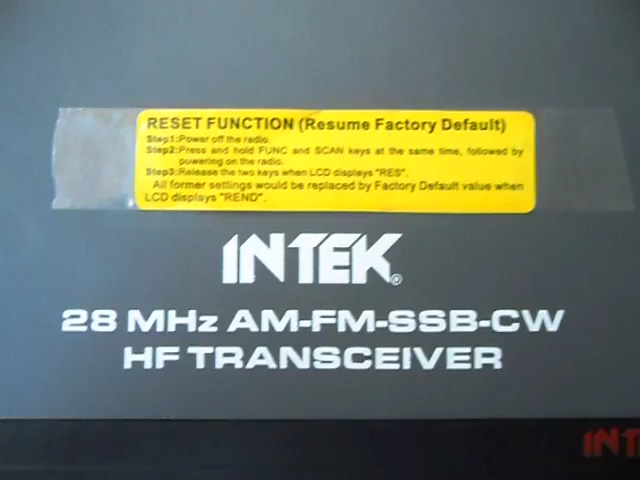 RESET FUNCTION (Resume Factory Default)
Step1:Power off the radio.
Step2:Press and hold FUNC and SCAN keys at the same time, followed by
powering on the radio.
Step3:Release the two keys when LCD displays "RES".
All former settings would be replaced by Factory Default value when
LCD displays "REND".
INTEK®
28 MHz AM-FM-SSB-CW
HF TRANSCEIVER
INTE